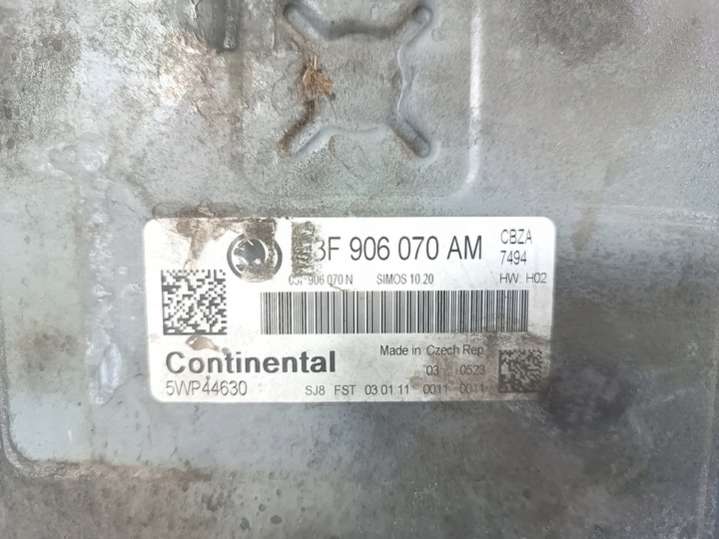 3F 906 070 AM
CBZA
7494
906 070 N SIMOS 10.20 HW: H02
Continental
Made in Czech Rep
03 0523
5WP44630
SJ8 FST 03 01 11 0011 0011